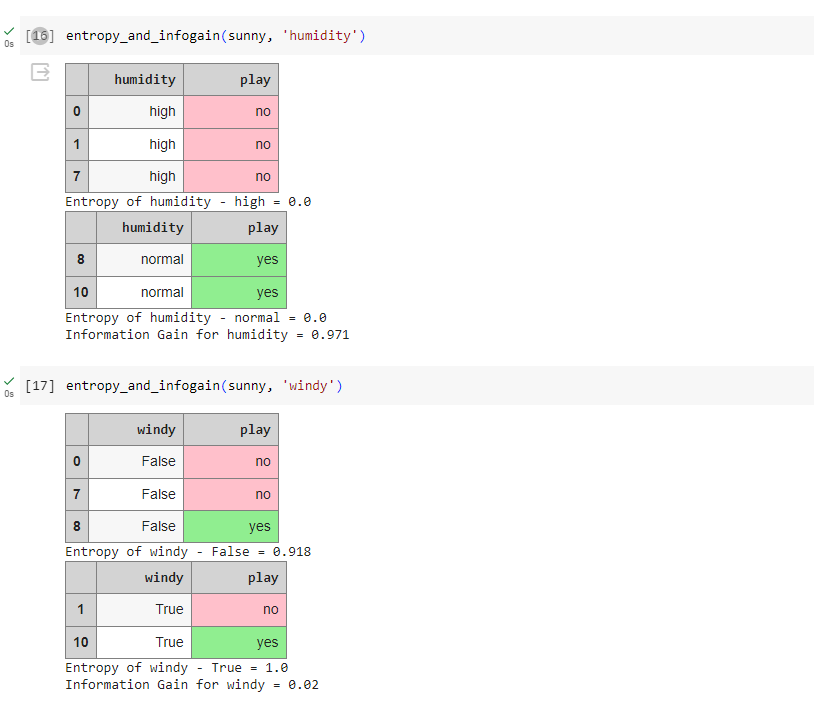 [16] entropy_and_infogain(sunny, 'humidity')
0s
humidity play
0 high no
1 high no
7 high no
Entropy of humidity - high = 0.0
humidity play
8 normal yes
10 normal yes
Entropy of humidity - normal = 0.0
Information Gain for humidity = 0.971
[17] entropy_and_infogain(sunny, 'windy')
0s
windy play
0 False no
7 False no
8 False yes
Entropy of windy - False = 0.918
windy play
1 True no
10 True yes
Entropy of windy - True = 1.0
Information Gain for windy = 0.02